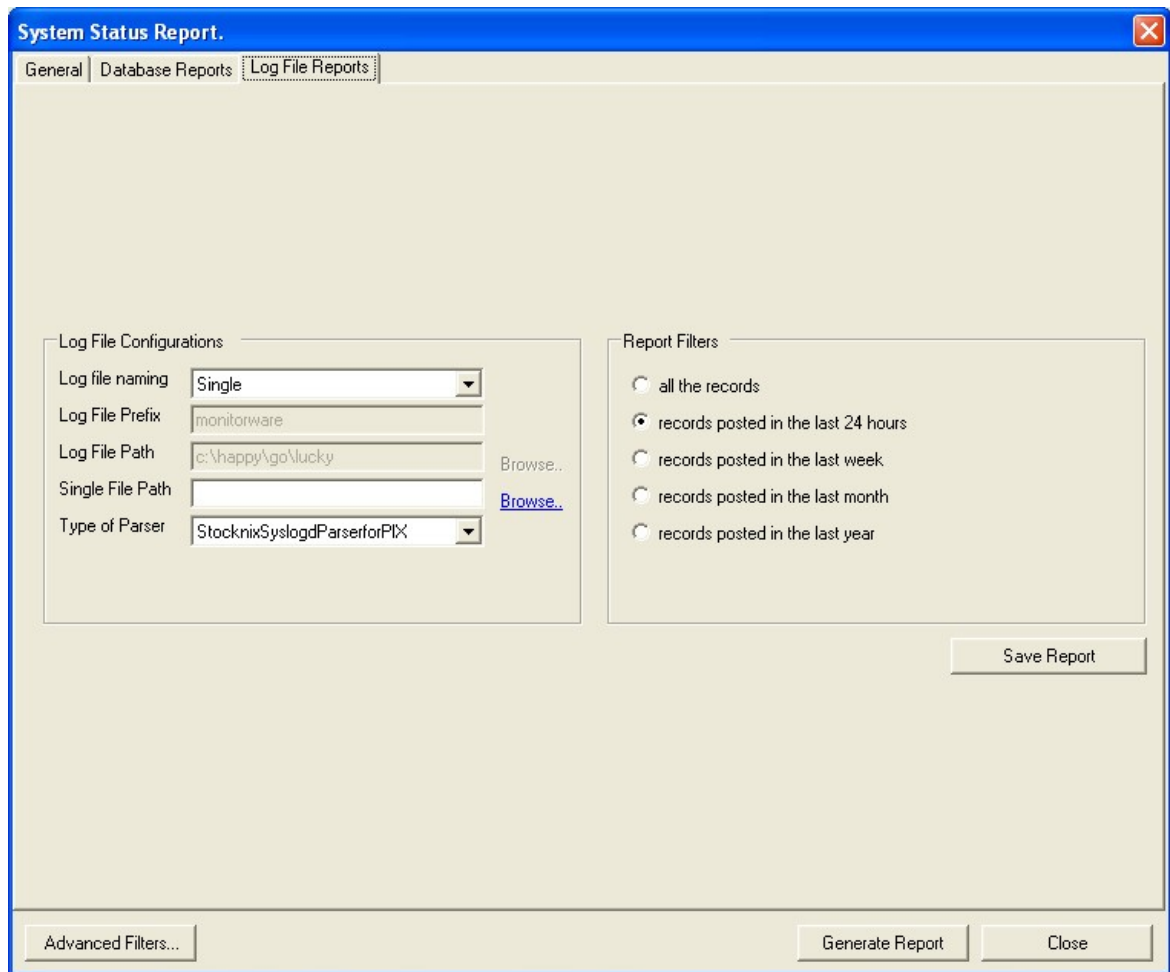 System Status Report.
General Database Reports Log File Reports
Log File Configurations
Log file naming Single
Log File Prefix monitorware
Log File Path c:\happy\go\lucky Browse..
Single File Path Browse..
Type of Parser StocknixSyslogdParserforPIX
Report Filters
all the records
records posted in the last 24 hours
records posted in the last week
records posted in the last month
records posted in the last year
Save Report
Advanced Filters... Generate Report Close